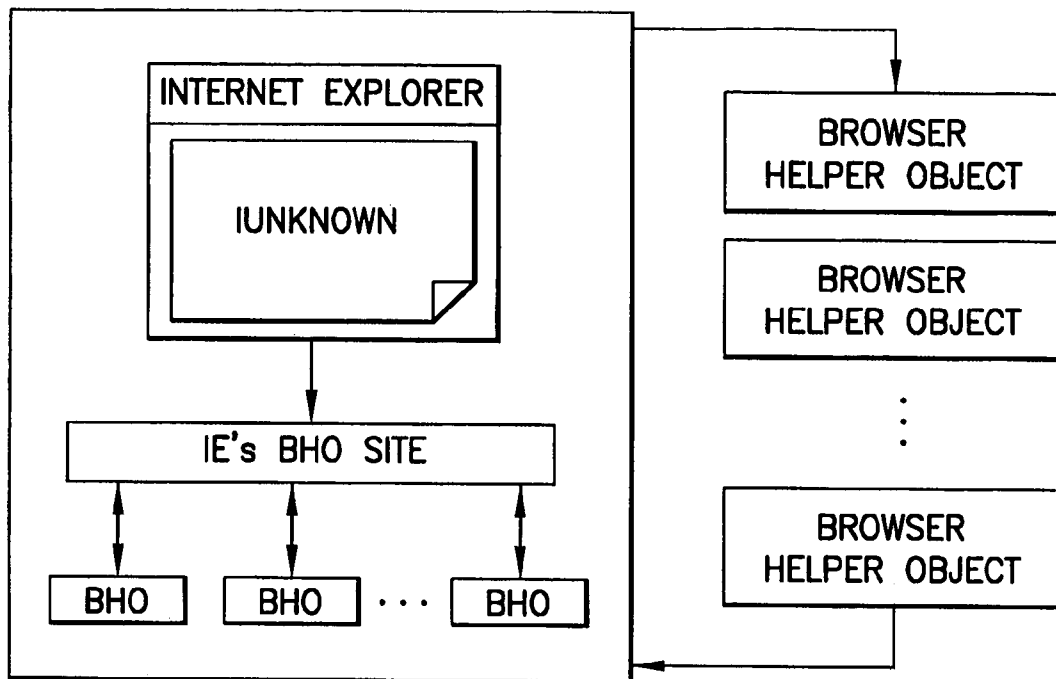 INTERNET EXPLORER
IUNKNOWN
IE's BHO SITE
BHO
BHO
...
BHO
BROWSER
HELPER OBJECT
BROWSER
HELPER OBJECT
BROWSER
HELPER OBJECT